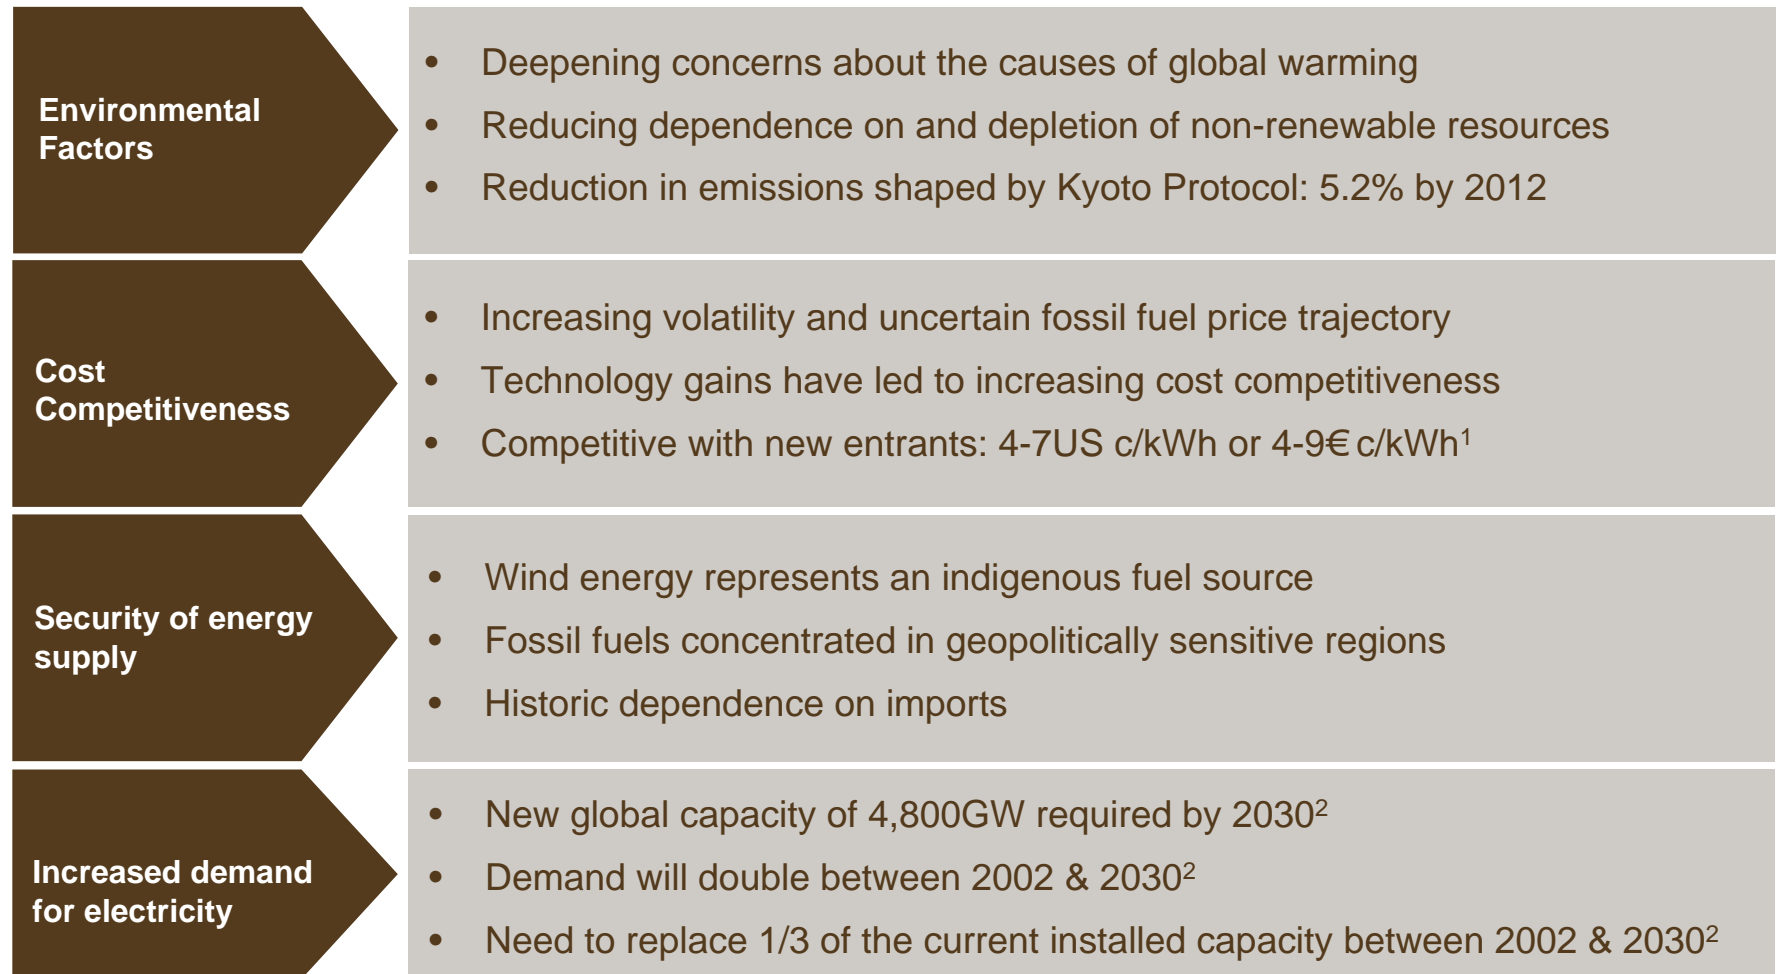 Environmental
Factors
• Deepening concerns about the causes of global warming
• Reducing dependence on and depletion of non-renewable resources
• Reduction in emissions shaped by Kyoto Protocol: 5.2% by 2012
Cost
Competitiveness
• Increasing volatility and uncertain fossil fuel price trajectory
• Technology gains have led to increasing cost competitiveness
• Competitive with new entrants: 4-7US c/kWh or 4-9€ c/kWh¹
Security of energy
supply
• Wind energy represents an indigenous fuel source
• Fossil fuels concentrated in geopolitically sensitive regions
• Historic dependence on imports
Increased demand
for electricity
• New global capacity of 4,800GW required by 2030²
• Demand will double between 2002 & 2030²
• Need to replace 1/3 of the current installed capacity between 2002 & 2030²